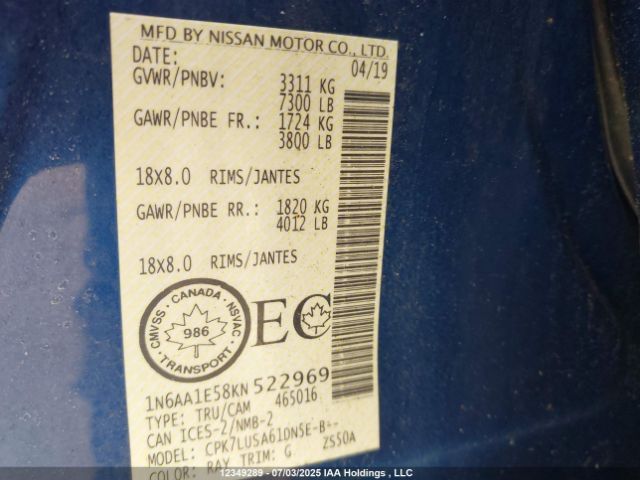 MFD BY NISSAN MOTOR CO., LTD.
DATE: 04/19
GVWR/PNBV: 3311 KG
7300 LB
GAWR/PNBE FR.: 1724 KG
3800 LB
18X8.0 RIMS/JANTES
GAWR/PNBE RR.: 1820 KG
4012 LB
18X8.0 RIMS/JANTES
CMVSS · CANADA · NSVAC
986
TRANSPORT
EC
1N6AA1E58KN522969
TYPE: TRU/CAM 465016
CAN ICES-2/NMB-2
MODEL: CPK7LUSA61DN5E-B--
COLOR: RAY TRIM: G ZS50A
12349289 - 07/03/2025 IAA Holdings, LLC